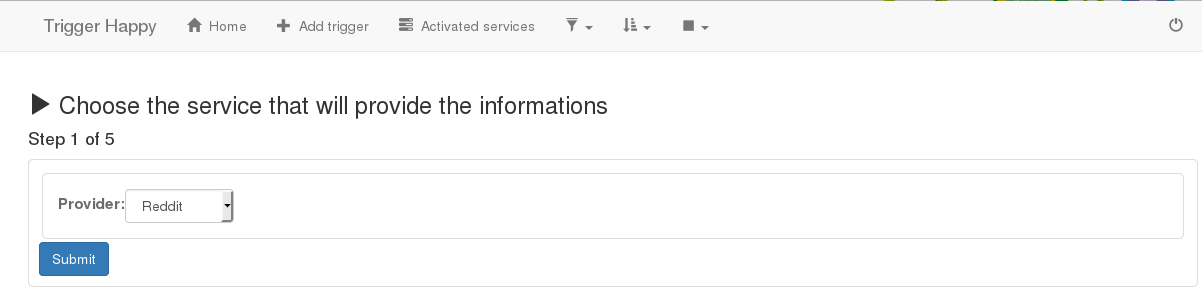 Trigger Happy Home Add trigger Activated services
Choose the service that will provide the informations
Step 1 of 5
Provider: Reddit
Submit